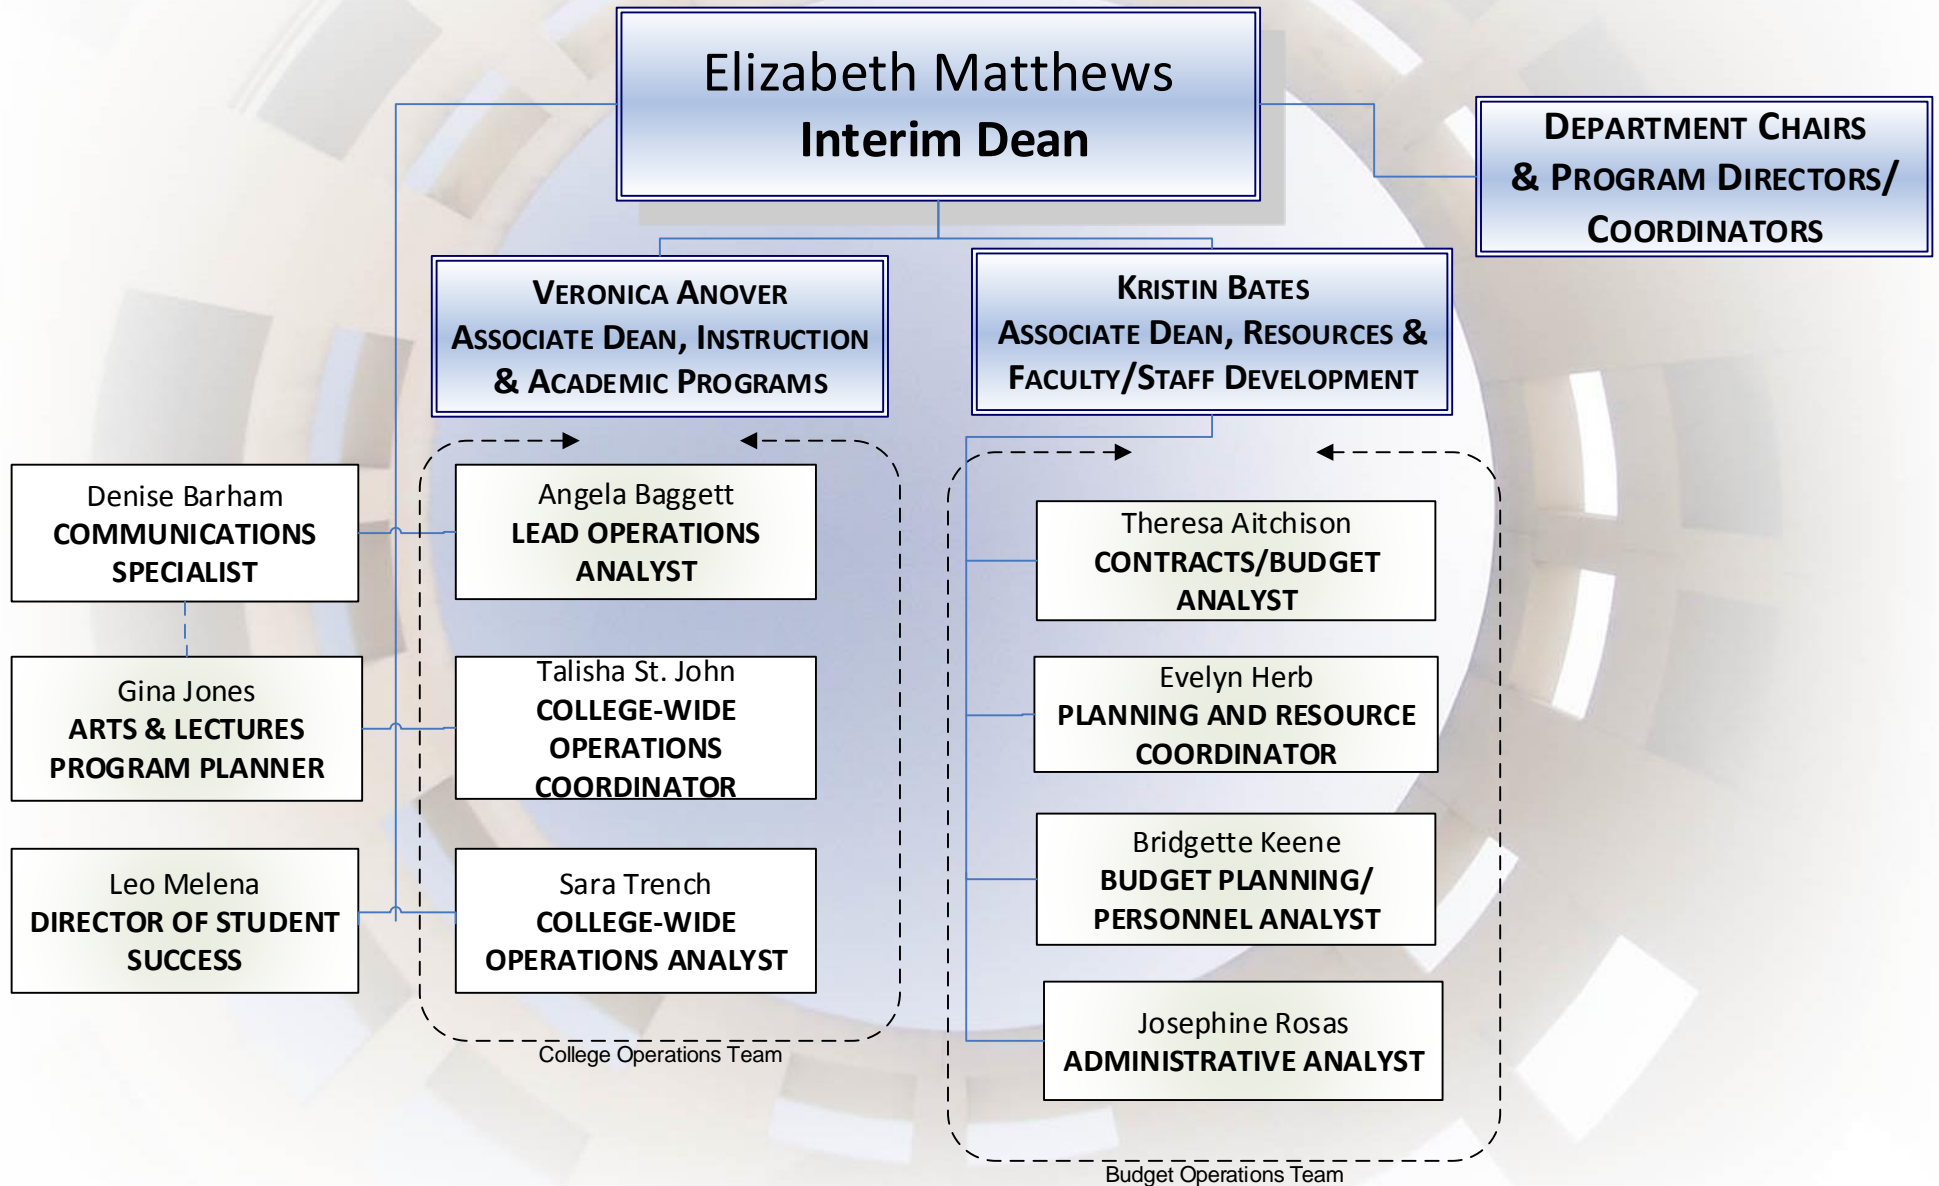 Elizabeth Matthews
Interim Dean
DEPARTMENT CHAIRS
& PROGRAM DIRECTORS/
COORDINATORS
VERONICA ANOVER
ASSOCIATE DEAN, INSTRUCTION
& ACADEMIC PROGRAMS
KRISTIN BATES
ASSOCIATE DEAN, RESOURCES &
FACULTY/STAFF DEVELOPMENT
Denise Barham
COMMUNICATIONS
SPECIALIST
Gina Jones
ARTS & LECTURES
PROGRAM PLANNER
Leo Melena
DIRECTOR OF STUDENT
SUCCESS
Angela Baggett
LEAD OPERATIONS
ANALYST
Talisha St. John
COLLEGE-WIDE
OPERATIONS
COORDINATOR
Sara Trench
COLLEGE-WIDE
OPERATIONS ANALYST
College Operations Team
Theresa Aitchison
CONTRACTS/BUDGET
ANALYST
Evelyn Herb
PLANNING AND RESOURCE
COORDINATOR
Bridgette Keene
BUDGET PLANNING/
PERSONNEL ANALYST
Josephine Rosas
ADMINISTRATIVE ANALYST
Budget Operations Team